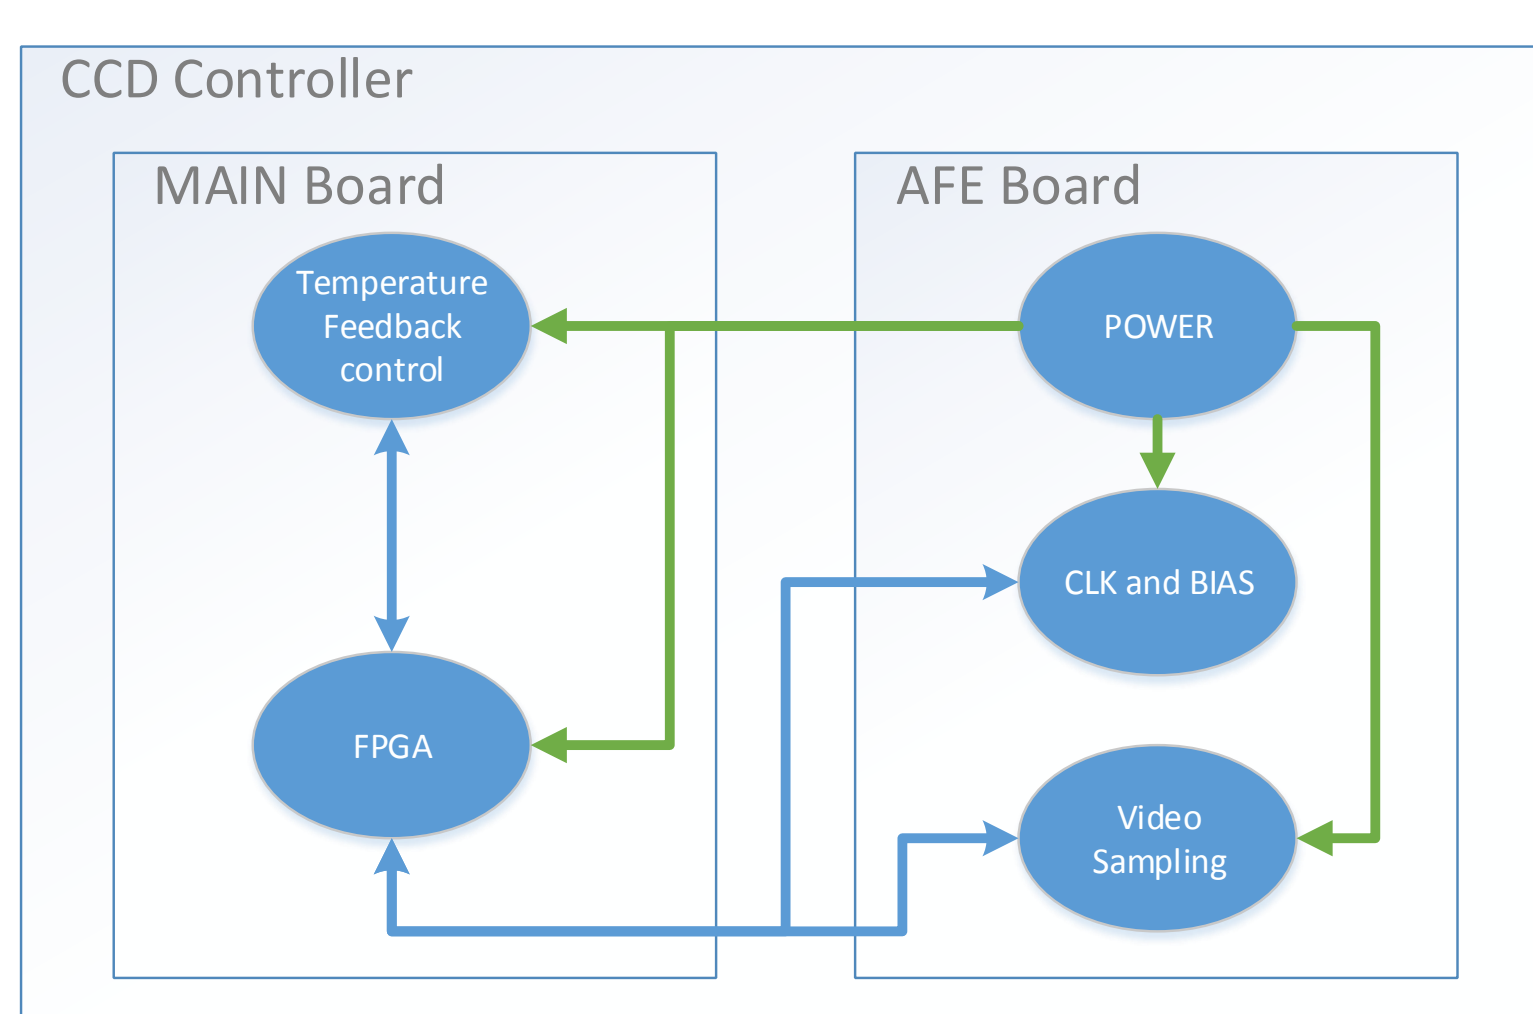 CCD Controller
MAIN Board
AFE Board
Temperature
Feedback
control
POWER
CLK and BIAS
FPGA
Video
Sampling